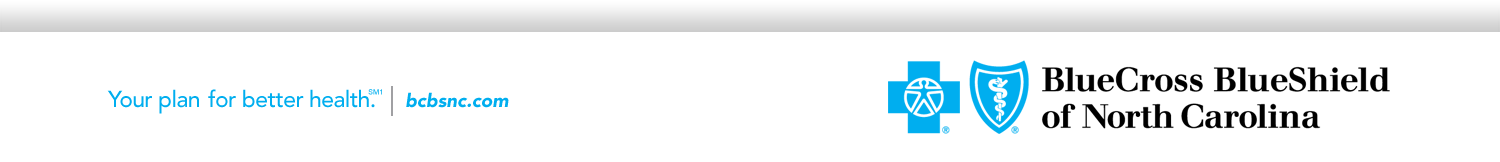 Your plan for better health.℠¹ | bcbsnc.com
BlueCross BlueShield
of North Carolina